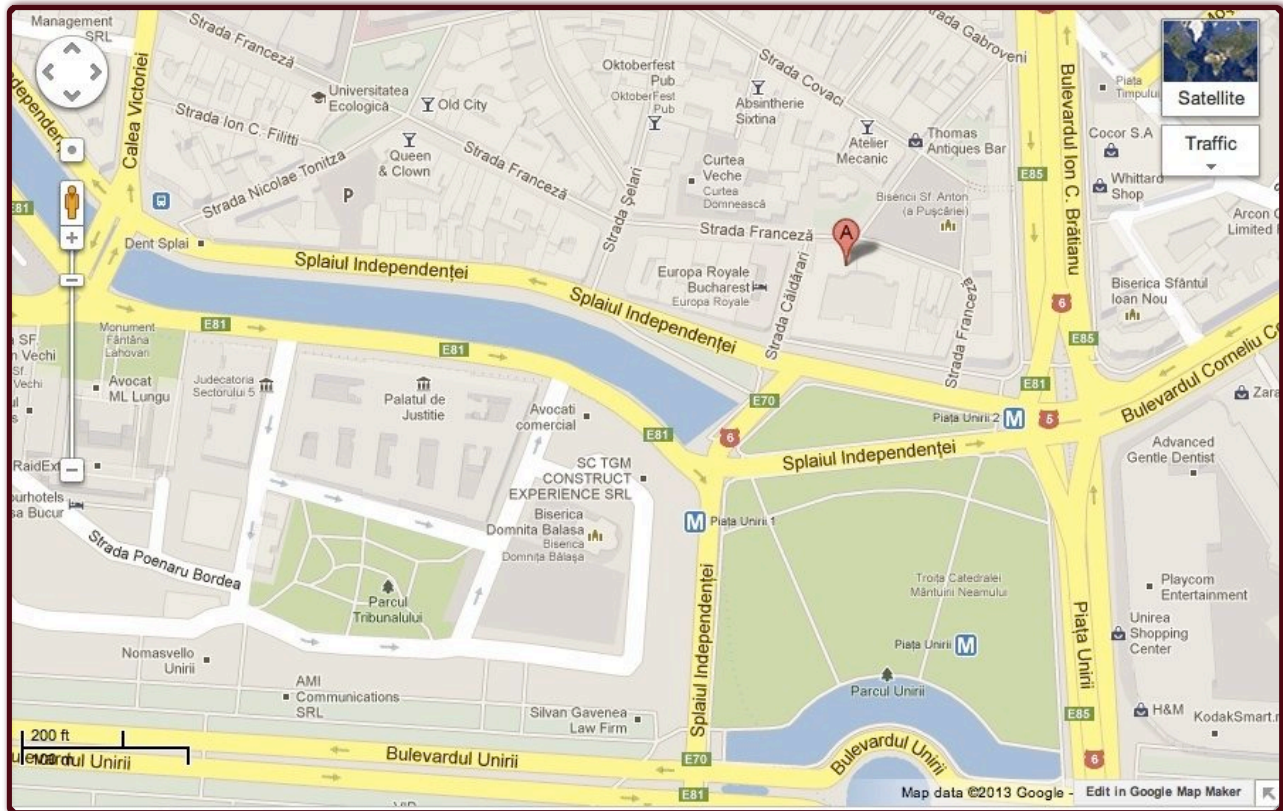 Management
SRL
Strada Franceză
Calea Victoriei
Universitatea
Ecologică
Old City
Strada Ion C. Filitti
Strada Nicolae Tonitza
Queen
& Clown
P
Strada Franceză
Oktoberfest
Pub
OktoberFest
Pub
Absintherie
Sixtina
Strada Covaci
Strada Gabroveni
Atelier
Mecanic
Thomas
Antiques Bar
Curtea
Veche
Curtea
Domnească
Biserici Sf. Anton
(a Pușcăriei)
Strada Șelari
Strada Franceză
A
E85
Bulevardul Ion C. Brătianu
Piața
Timpului
Satellite
Traffic
Cocor S.A
Whittard
Shop
Arcon
Limited
E81
Dent Splai
Splaiul Independenței
Splaiul Independenței
Europa Royale
Bucharest
Europa Royale
Strada Căldărari
Strada Franceză
6
Biserica Sfântul
Ioan Nou
E85
E81
E81
E81
Monument
Fântâna
Lahovari
Avocat
ML Lungu
Judecatoria
Sectorului 5
Palatul de
Justitie
Avocati
comercial
E81
E70
6
Piața Unirii 2
M
5
Bulevardul Corneliu
Zara
Splaiul Independenței
SC TGM
CONSTRUCT
EXPERIENCE SRL
Advanced
Gentle Dentist
Strada Poenaru Bordea
Biserica
Domnita Balasa
Biserica
Domnița Bălașa
M
Piața Unirii 1
Parcul
Tribunalului
Troița Catedralei
Mântuirii Neamului
Piața Unirii
M
Parcul Unirii
Splaiul Independenței
Piața Unirii
Playcom
Entertainment
Unirea
Shopping
Center
H&M
KodakSmart
Nomasvello
Unirii
AMI
Communications
SRL
Silvan Gavenea
Law Firm
E85
6
200 ft
100 m
Bulevardul Unirii
Bulevardul Unirii
E70
E81
Bulevardul Unirii
Map data ©2013 Google -
Edit in Google Map Maker